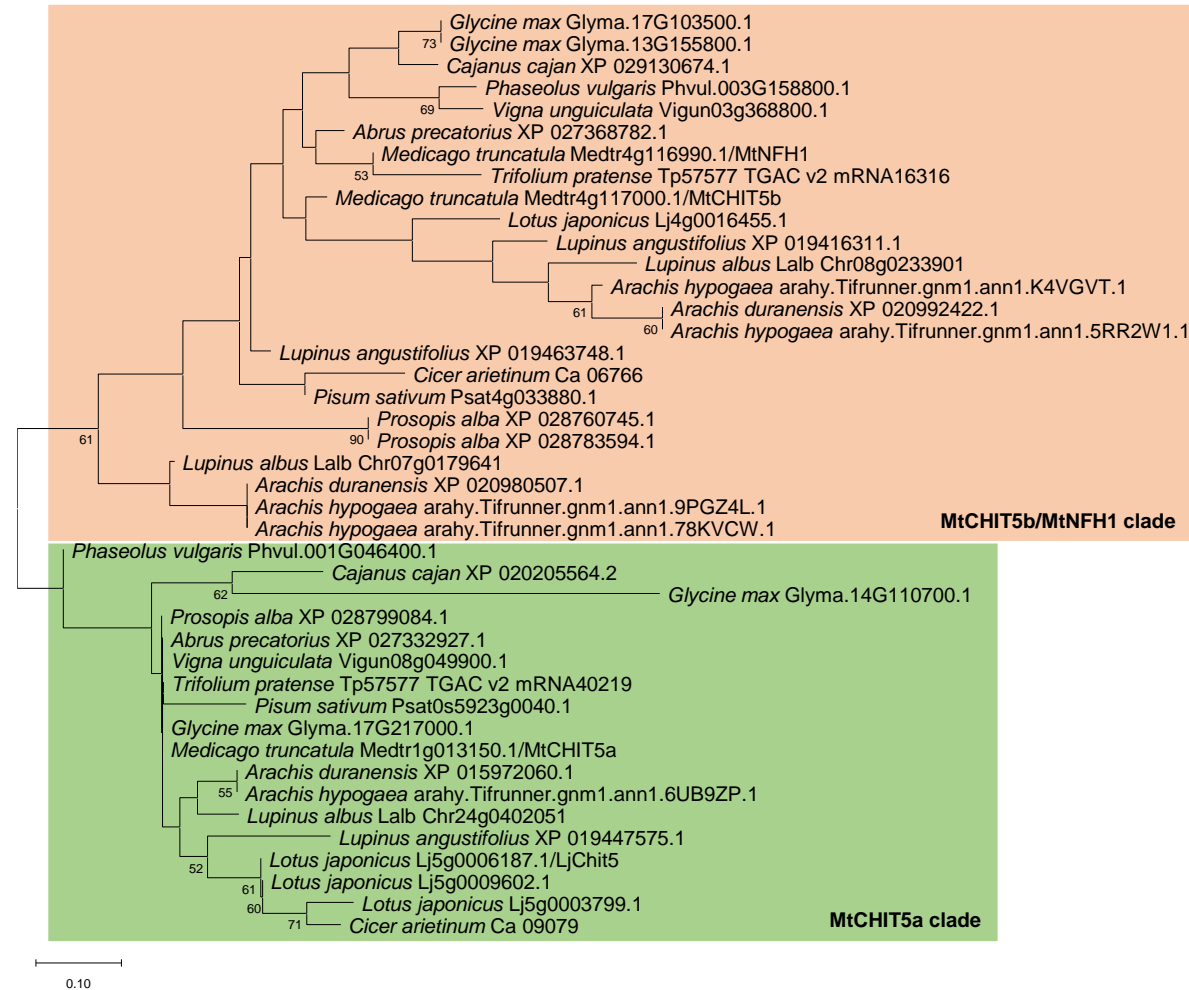 Glycine max Glyma.17G103500.1
73
Glycine max Glyma.13G155800.1
Cajanus cajan XP 029130674.1
Phaseolus vulgaris Phvul.003G158800.1
69
Vigna unguiculata Vigun03g368800.1
Abrus precatorius XP 027368782.1
Medicago truncatula Medtr4g116990.1/MtNFH1
53
Trifolium pratense Tp57577 TGAC v2 mRNA16316
Medicago truncatula Medtr4g117000.1/MtCHIT5b
Lotus japonicus Lj4g0016455.1
Lupinus angustifolius XP 019416311.1
Lupinus albus Lalb Chr08g0233901
Arachis hypogaea arahy.Tifrunner.gnm1.ann1.K4VGVT.1
61
Arachis duranensis XP 020992422.1
60
Arachis hypogaea arahy.Tifrunner.gnm1.ann1.5RR2W1.1
Lupinus angustifolius XP 019463748.1
Cicer arietinum Ca 06766
Pisum sativum Psat4g033880.1
Prosopis alba XP 028760745.1
61
90
Prosopis alba XP 028783594.1
Lupinus albus Lalb Chr07g0179641
Arachis duranensis XP 020980507.1
Arachis hypogaea arahy.Tifrunner.gnm1.ann1.9PGZ4L.1
Arachis hypogaea arahy.Tifrunner.gnm1.ann1.78KVCW.1
MtCHIT5b/MtNFH1 clade
Phaseolus vulgaris Phvul.001G046400.1
Cajanus cajan XP 020205564.2
62
Glycine max Glyma.14G110700.1
Prosopis alba XP 028799084.1
Abrus precatorius XP 027332927.1
Vigna unguiculata Vigun08g049900.1
Trifolium pratense Tp57577 TGAC v2 mRNA40219
Pisum sativum Psat0s5923g0040.1
Glycine max Glyma.17G217000.1
Medicago truncatula Medtr1g013150.1/MtCHIT5a
Arachis duranensis XP 015972060.1
55
Arachis hypogaea arahy.Tifrunner.gnm1.ann1.6UB9ZP.1
Lupinus albus Lalb Chr24g0402051
Lupinus angustifolius XP 019447575.1
52
Lotus japonicus Lj5g0006187.1/LjChit5
61
Lotus japonicus Lj5g0009602.1
60
Lotus japonicus Lj5g0003799.1
71
Cicer arietinum Ca 09079
MtCHIT5a clade
0.10